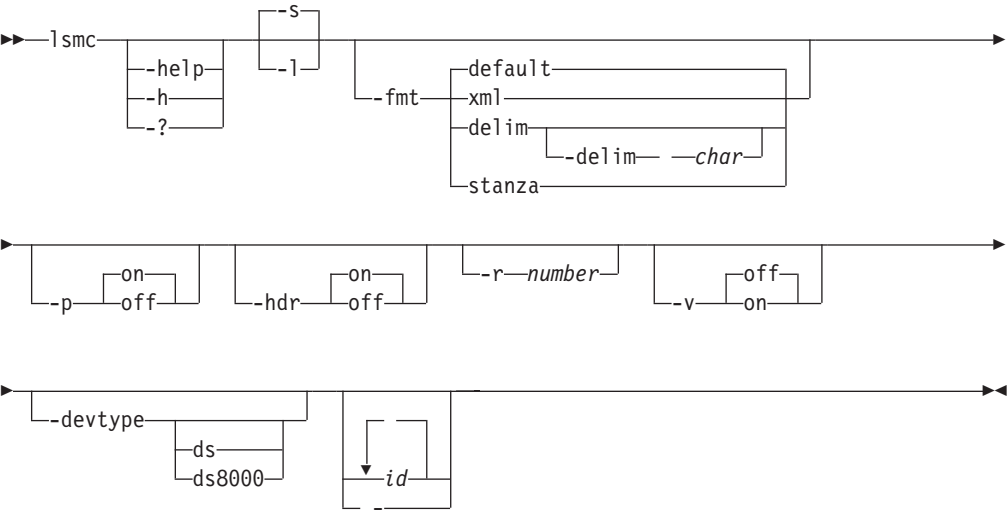 -s
lsmc
-help -l default
-h -fmt xml
-? delim
-delim char
stanza
on on -r number off
-p off -hdr off -v on
-devtype
ds
ds8000 id
-